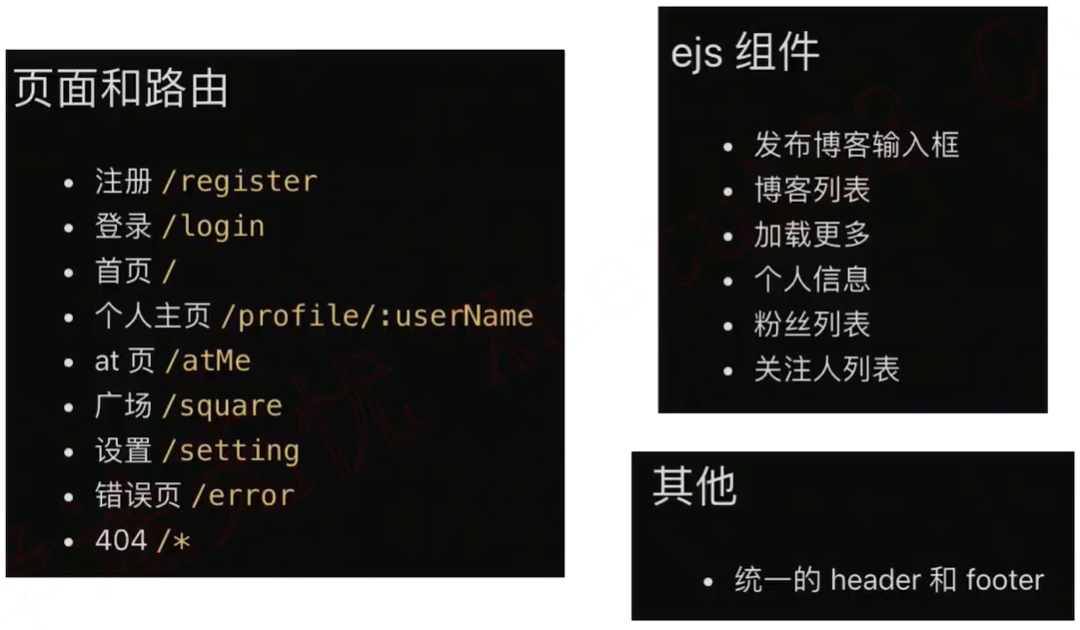 页面和路由
注册 /register
登录 /login
首页 /
个人主页 /profile/:userName
at 页 /atMe
广场 /square
设置 /setting
错误页 /error
404 /*
ejs 组件
发布博客输入框
博客列表
加载更多
个人信息
粉丝列表
关注人列表
其他
统一的 header 和 footer